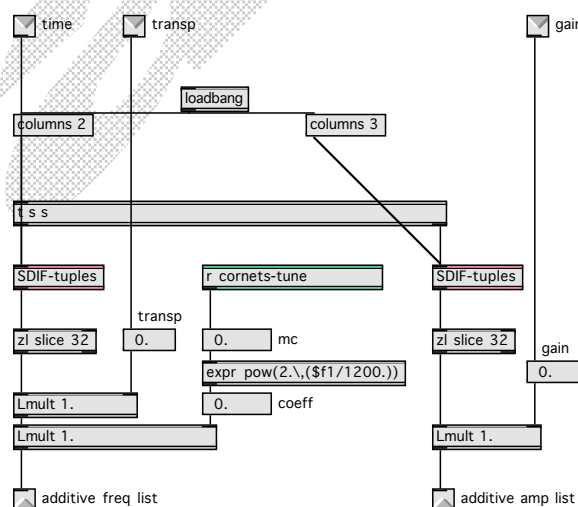 time transp gain
loadbang
columns 2 columns 3
t s s
SDIF-tuples r cornets-tune SDIF-tuples
transp
zl slice 32 0. 0. mc zl slice 32
gain
expr pow(2.\,($f1/1200.)) 0.
Lmult 1. 0. coeff
Lmult 1. Lmult 1.
additive freq list additive amp list